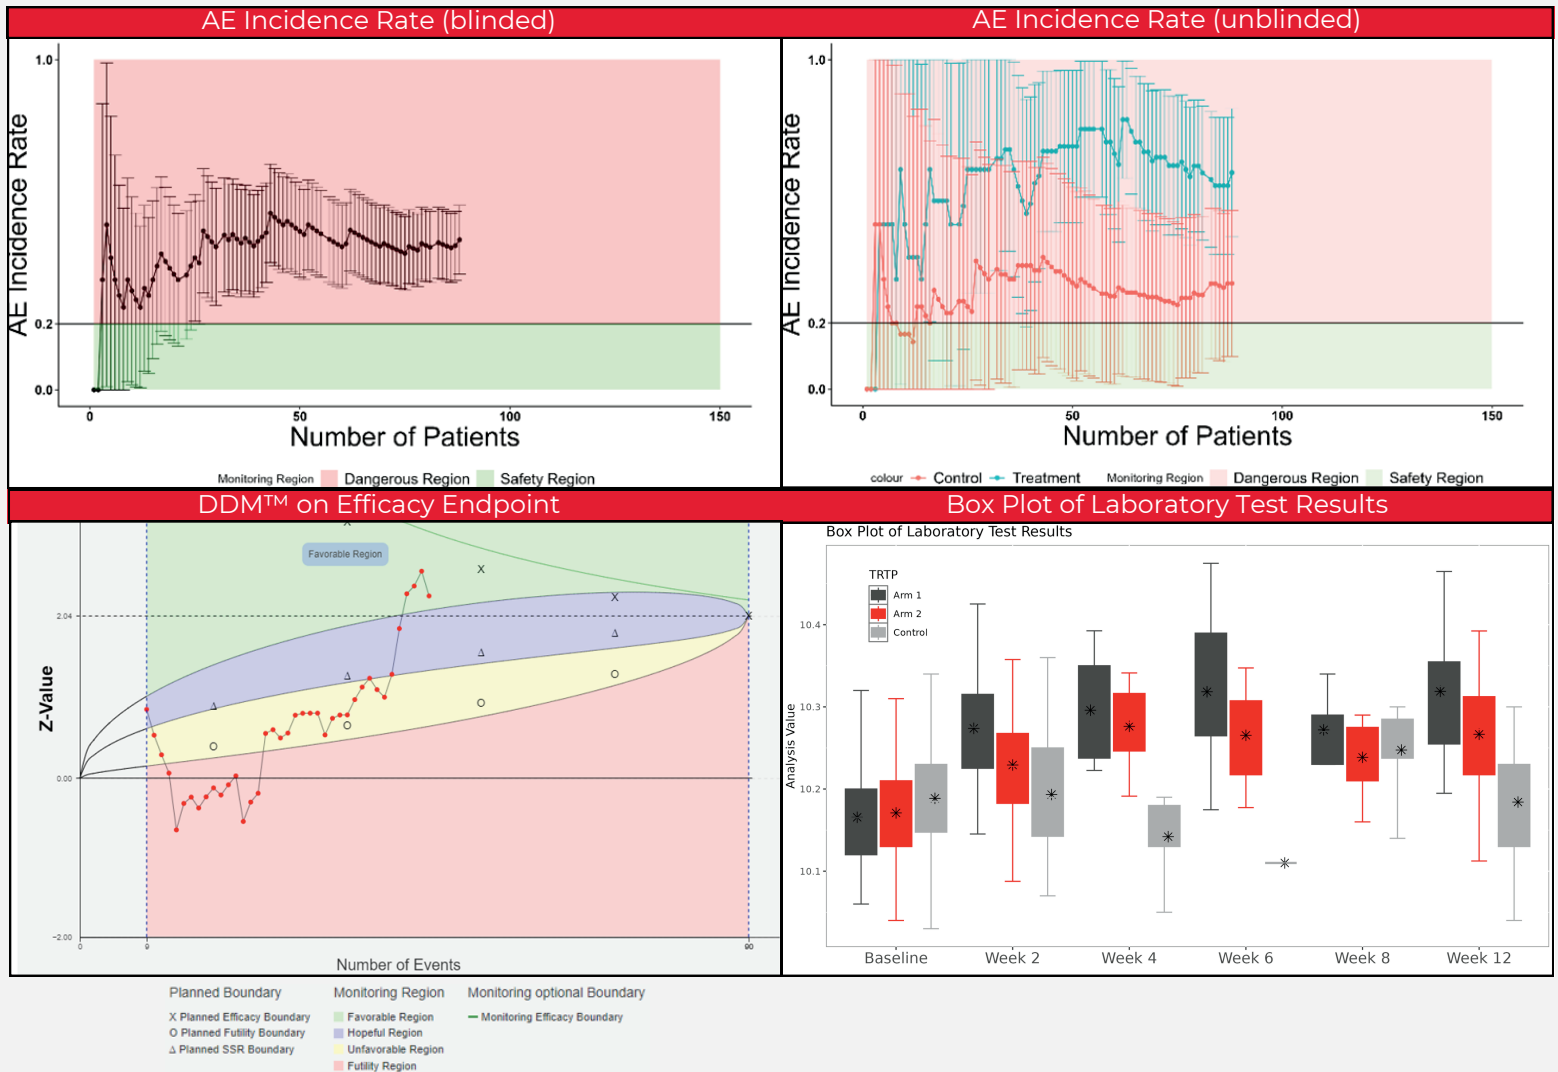 AE Incidence Rate (blinded)
1.0
0.2
0.0
AE Incidence Rate
0
50
100
150
Number of Patients
Monitoring Region Dangerous Region Safety Region
AE Incidence Rate (unblinded)
1.0
0.2
0.0
AE Incidence Rate
0
50
100
150
Number of Patients
colour Control Treatment Monitoring Region Dangerous Region Safety Region
DDM™ on Efficacy Endpoint
Favorable Region
2.04
0.00
−2.00
Z-Value
0
9
90
Number of Events
Planned Boundary
X Planned Efficacy Boundary
O Planned Futility Boundary
Δ Planned SSR Boundary
Monitoring Region
Favorable Region
Hopeful Region
Unfavorable Region
Futility Region
Monitoring optional Boundary
Monitoring Efficacy Boundary
Box Plot of Laboratory Test Results
Box Plot of Laboratory Test Results
TRTP
Arm 1
Arm 2
Control
10.4
10.3
10.2
10.1
Analysis Value
Baseline
Week 2
Week 4
Week 6
Week 8
Week 12